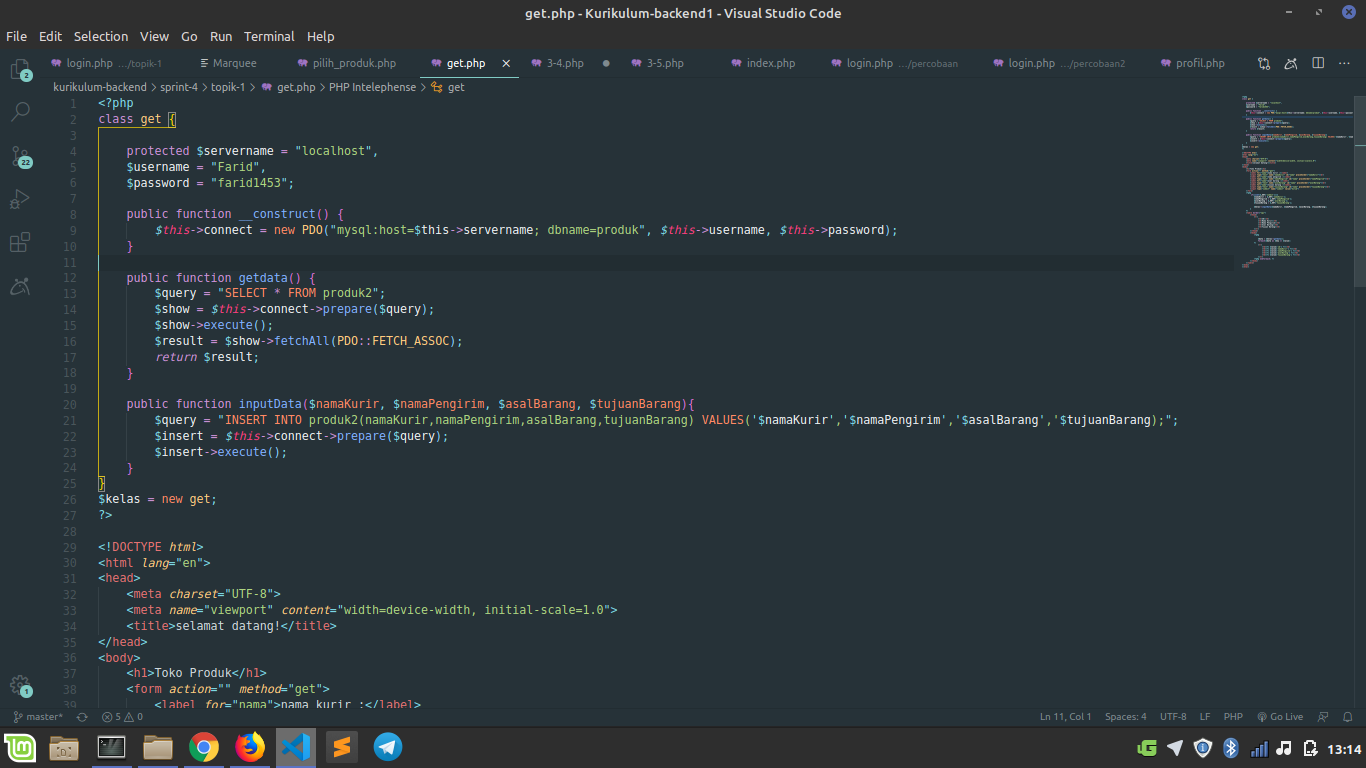 get.php - Kurikulum-backend1 - Visual Studio Code
File Edit Selection View Go Run Terminal Help
login.php .../topik-1 Marquee pilih_produk.php get.php 3-4.php 3-5.php index.php login.php .../percobaan login.php .../percobaan2 profil.php
kurikulum-backend > sprint-4 > topik-1 > get.php > PHP Intelephense > get
1 <?php
2 class get {
3
4 protected $servername = "localhost",
5 $username = "Farid",
6 $password = "farid1453";
7
8 public function __construct() {
9 $this->connect = new PDO("mysql:host=$this->servername; dbname=produk", $this->username, $this->password);
10 }
11
12 public function getdata() {
13 $query = "SELECT * FROM produk2";
14 $show = $this->connect->prepare($query);
15 $show->execute();
16 $result = $show->fetchAll(PDO::FETCH_ASSOC);
17 return $result;
18 }
19
20 public function inputData($namaKurir, $namaPengirim, $asalBarang, $tujuanBarang){
21 $query = "INSERT INTO produk2(namaKurir,namaPengirim,asalBarang,tujuanBarang) VALUES('$namaKurir','$namaPengirim','$asalBarang','$tujuanBarang);";
22 $insert = $this->connect->prepare($query);
23 $insert->execute();
24 }
25 }
26 $kelas = new get;
27 ?>
28
29 <!DOCTYPE html>
30 <html lang="en">
31 <head>
32 <meta charset="UTF-8">
33 <meta name="viewport" content="width=device-width, initial-scale=1.0">
34 <title>selamat datang!</title>
35 </head>
36 <body>
37 <h1>Toko Produk</h1>
38 <form action="" method="get">
39 <label for="nama">nama kurir :</label>
2
22
1
master* 5 0 Ln 11, Col 1 Spaces: 4 UTF-8 LF PHP Go Live
13:14